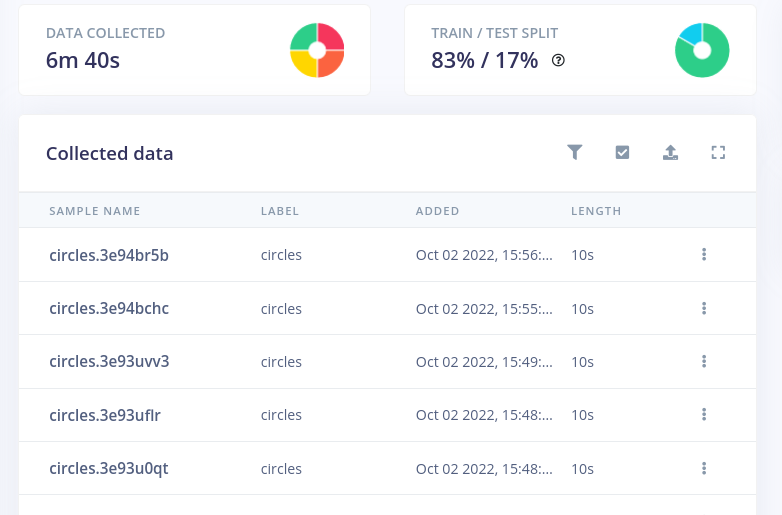 DATA COLLECTED
6m 40s
TRAIN / TEST SPLIT
83% / 17% ?
Collected data
SAMPLE NAME LABEL ADDED LENGTH
circles.3e94br5b circles Oct 02 2022, 15:56:... 10s
circles.3e94bchc circles Oct 02 2022, 15:55:... 10s
circles.3e93uvv3 circles Oct 02 2022, 15:49:... 10s
circles.3e93uflr circles Oct 02 2022, 15:48:... 10s
circles.3e93u0qt circles Oct 02 2022, 15:48:... 10s